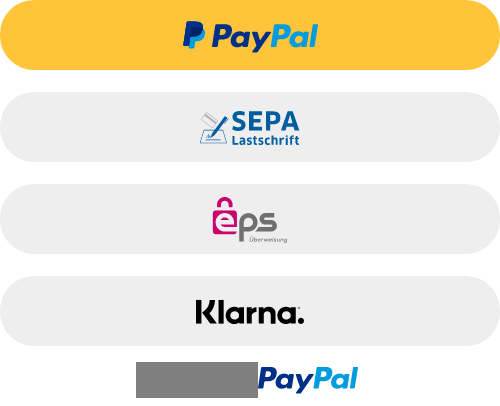 PayPal
SEPA
Lastschrift
eps
Überweisung
Klarna.
PayPal